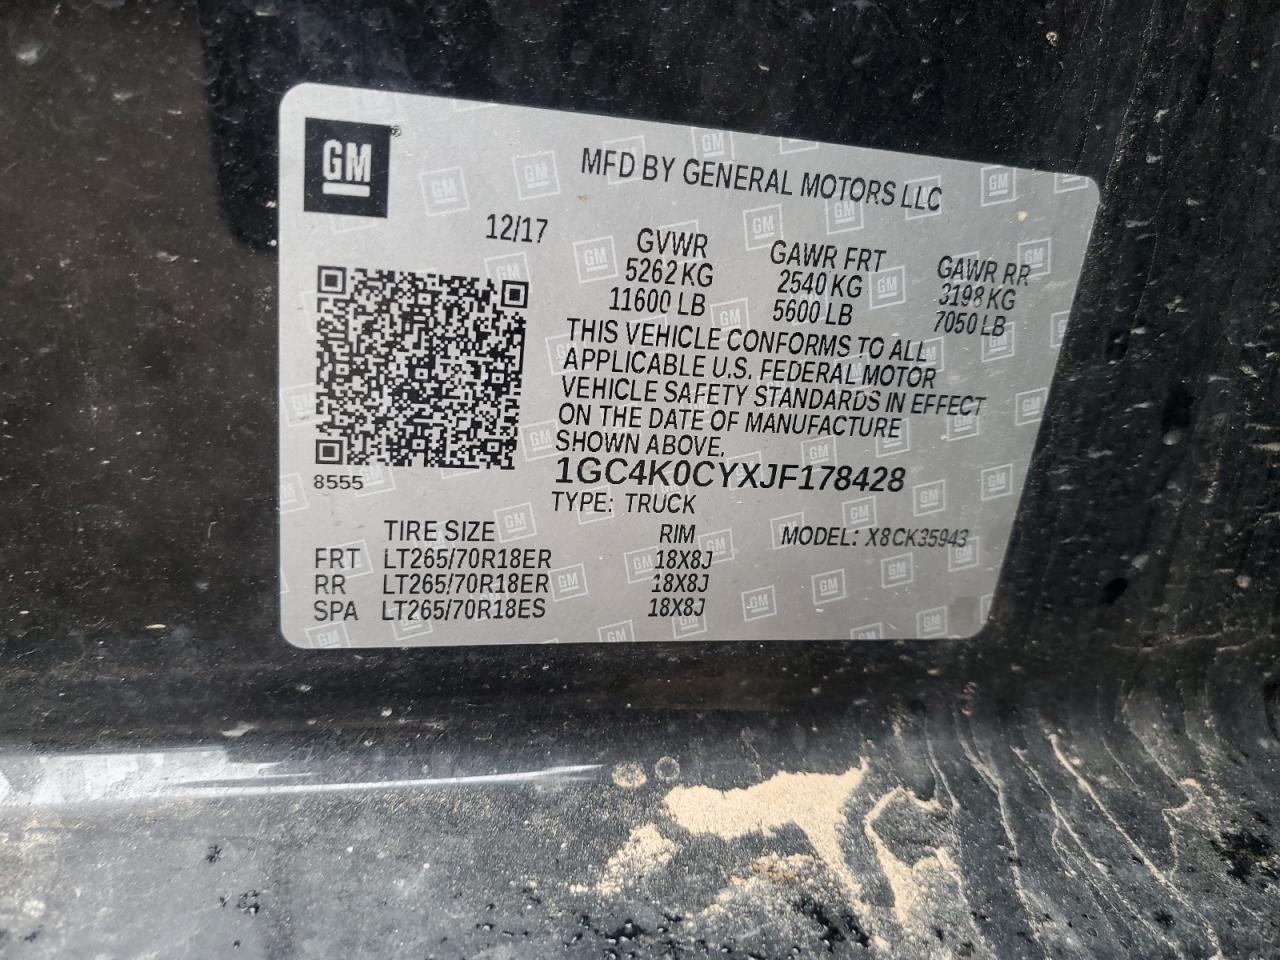 GM
MFD BY GENERAL MOTORS LLC
12/17
GVWR GAWR FRT GAWR RR
5262 KG 2540 KG 3198 KG
11600 LB 5600 LB 7050 LB
THIS VEHICLE CONFORMS TO ALL
APPLICABLE U.S. FEDERAL MOTOR
VEHICLE SAFETY STANDARDS IN EFFECT
ON THE DATE OF MANUFACTURE
SHOWN ABOVE.
8555
1GC4K0CYXJF178428
TYPE: TRUCK
TIRE SIZE RIM MODEL: X8CK35943
FRT LT265/70R18ER 18X8J
RR LT265/70R18ER 18X8J
SPA LT265/70R18ES 18X8J